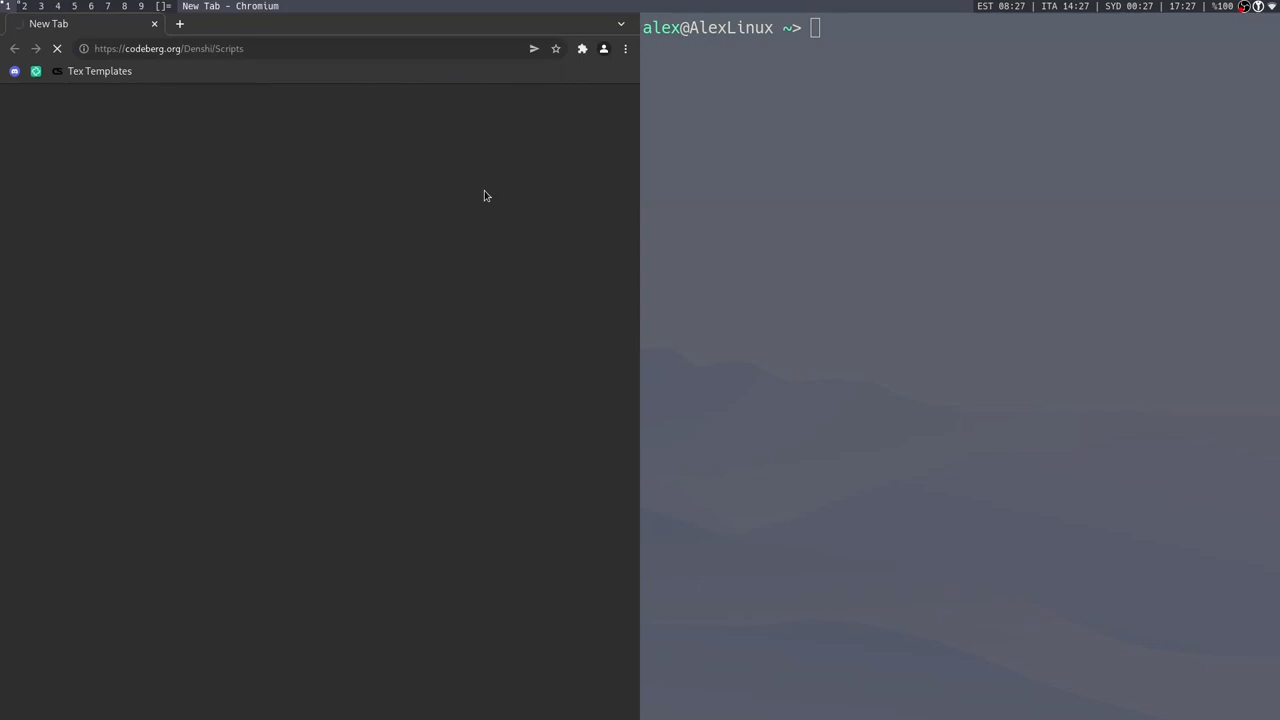 1 2 3 4 5 6 7 8 9 []= New Tab - Chromium EST 08:27 | ITA 14:27 | SYD 00:27 | 17:27 | %100
New Tab
https://codeberg.org/Denshi/Scripts
Tex Templates
alex@AlexLinux ~>